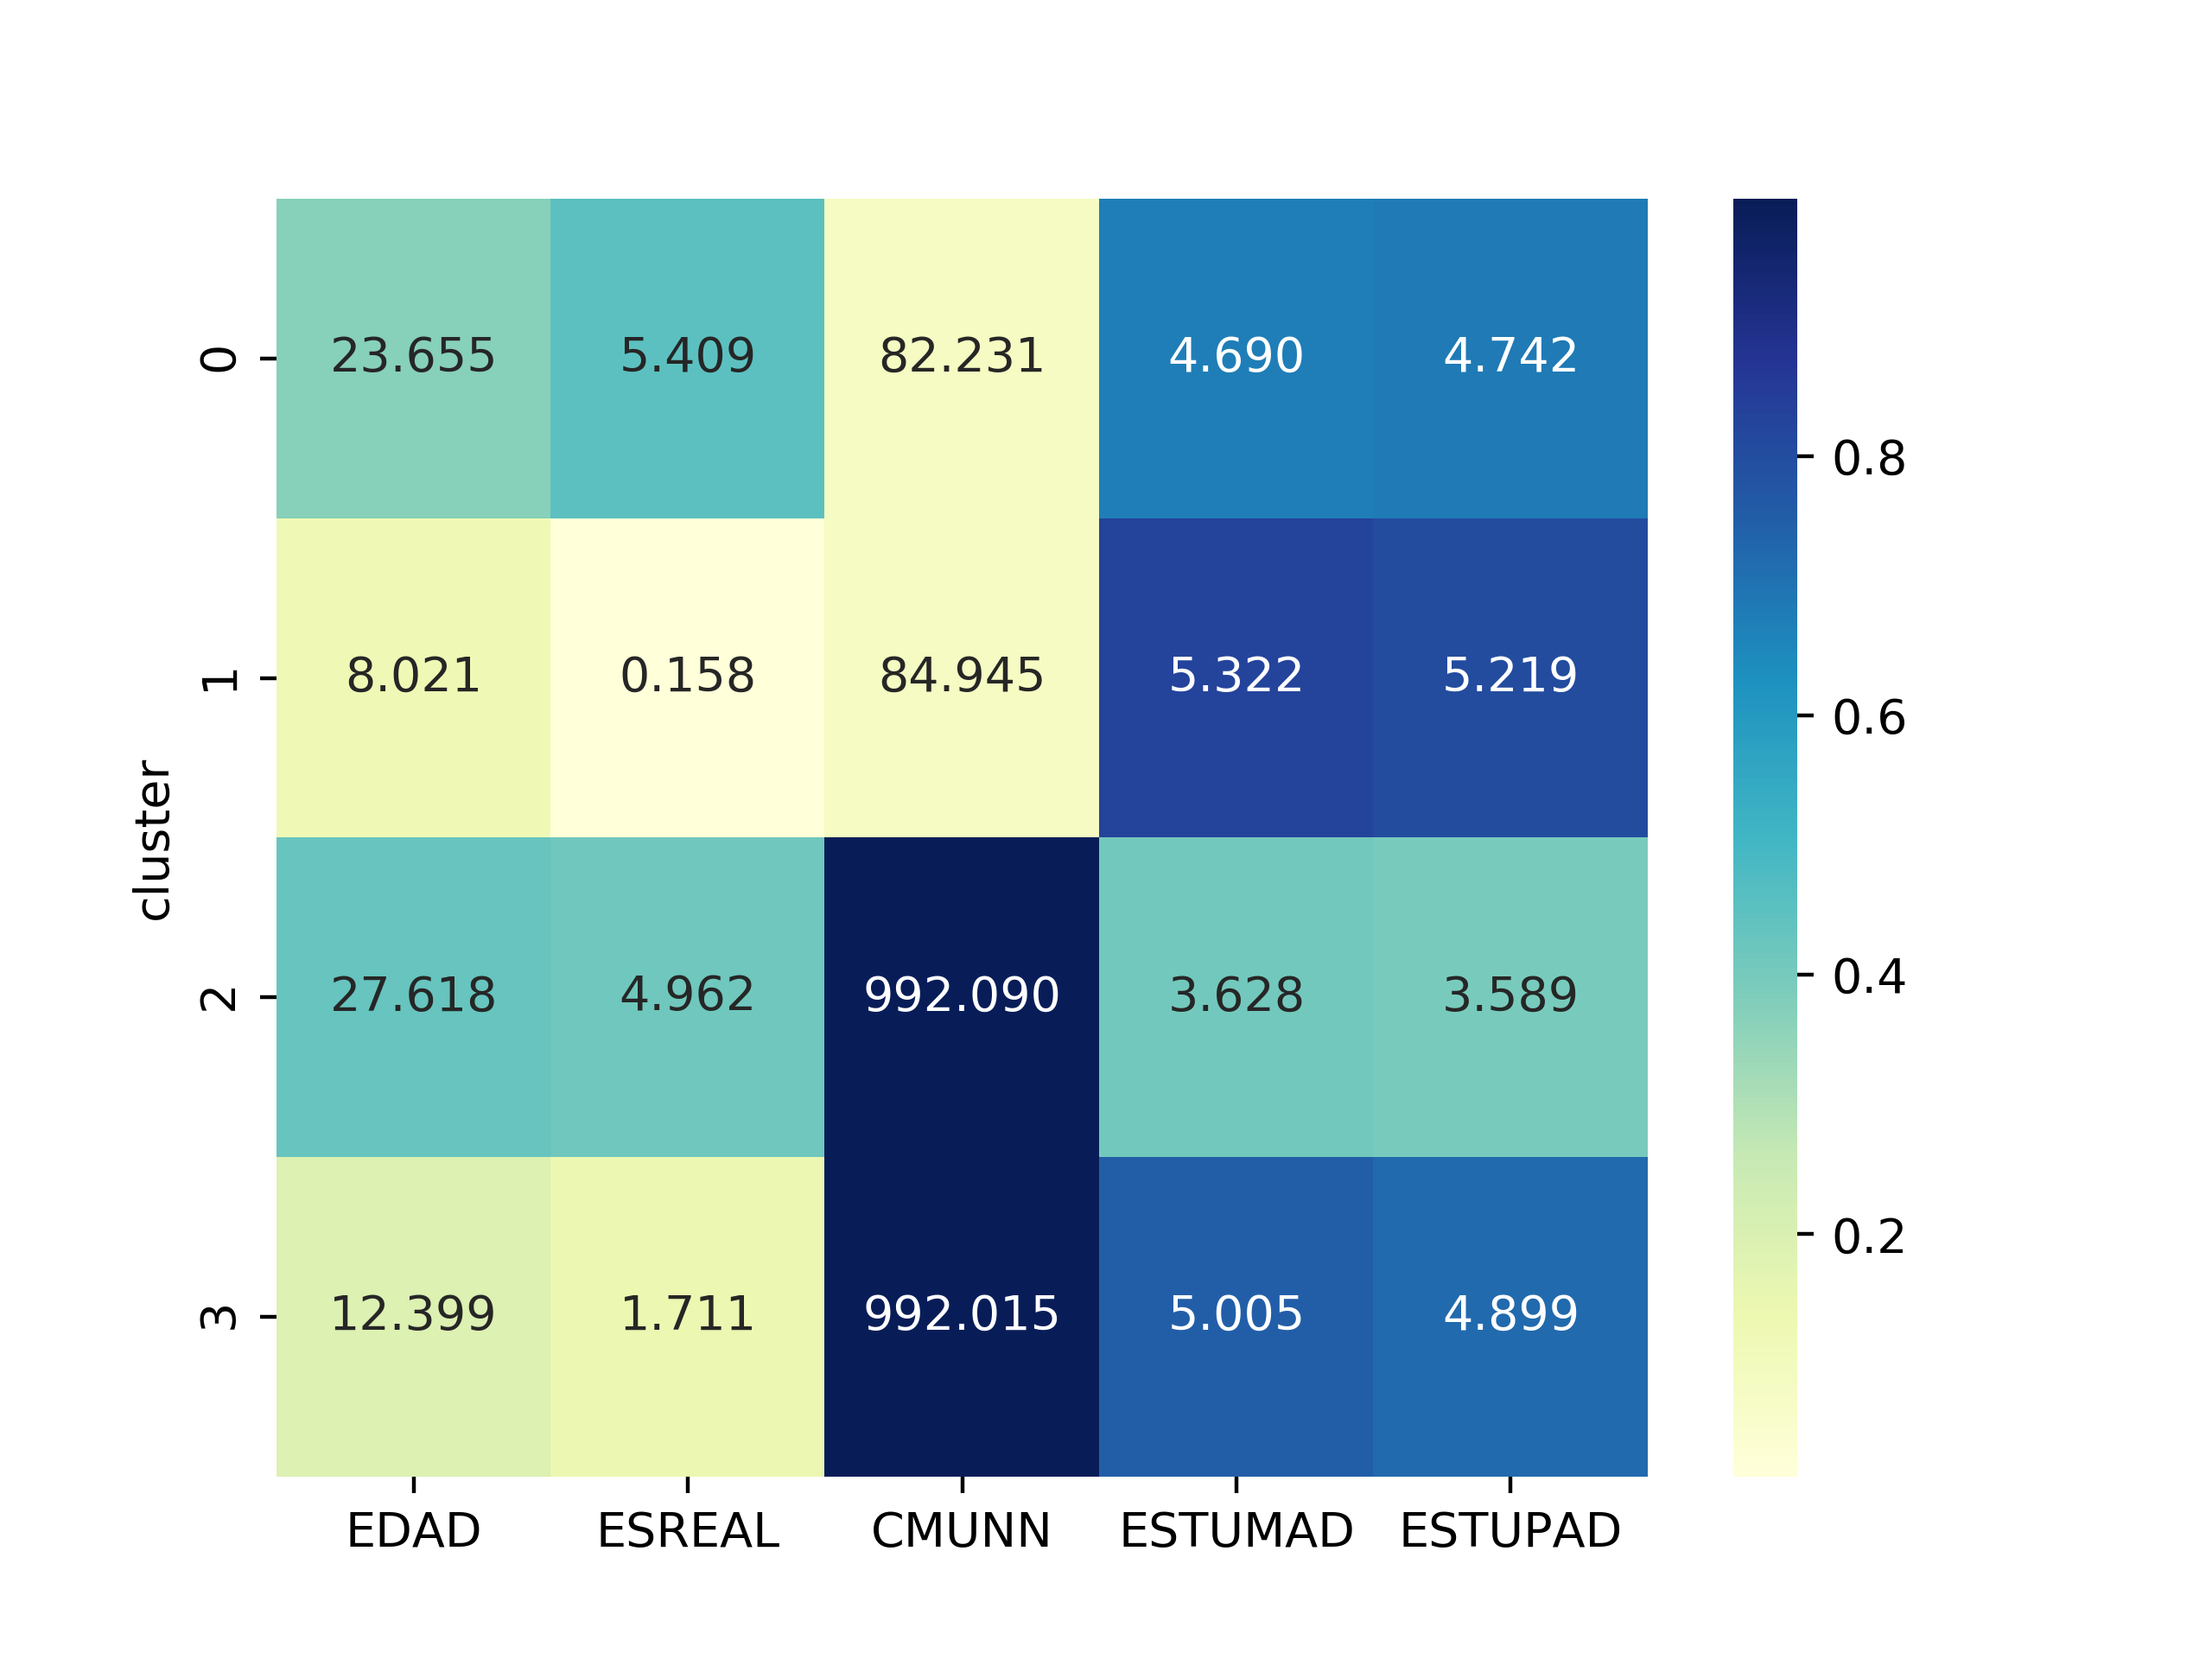 0 23.655 5.409 82.231 4.690 4.742
0.8
1 8.021 0.158 84.945 5.322 5.219
0.6
cluster
2 27.618 4.962 992.090 3.628 3.589
0.4
0.2
3 12.399 1.711 992.015 5.005 4.899
EDAD ESREAL CMUNN ESTUMAD ESTUPAD